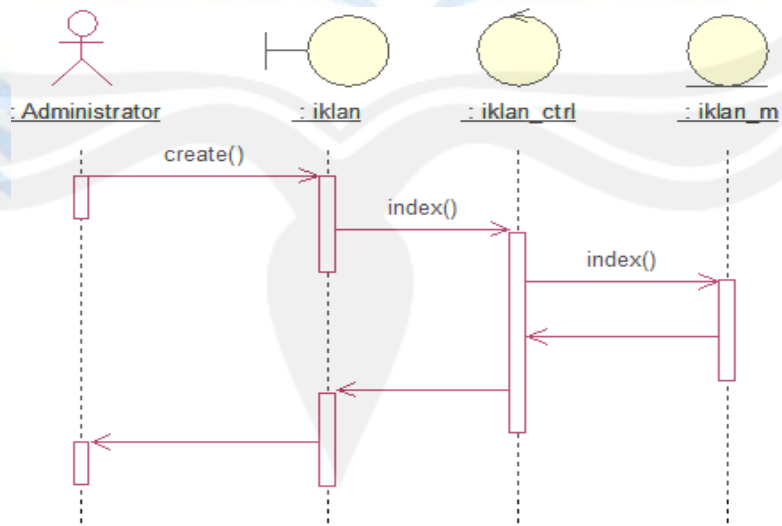 : Administrator
: iklan
: iklan_ctrl
: iklan_m
create()
index()
index()